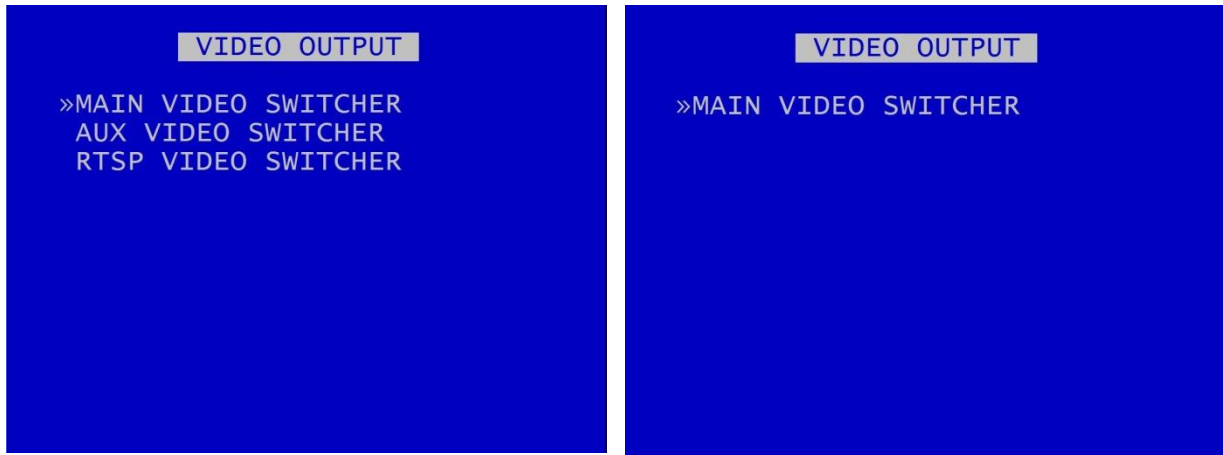 VIDEO OUTPUT
»MAIN VIDEO SWITCHER
AUX VIDEO SWITCHER
RTSP VIDEO SWITCHER
VIDEO OUTPUT
»MAIN VIDEO SWITCHER